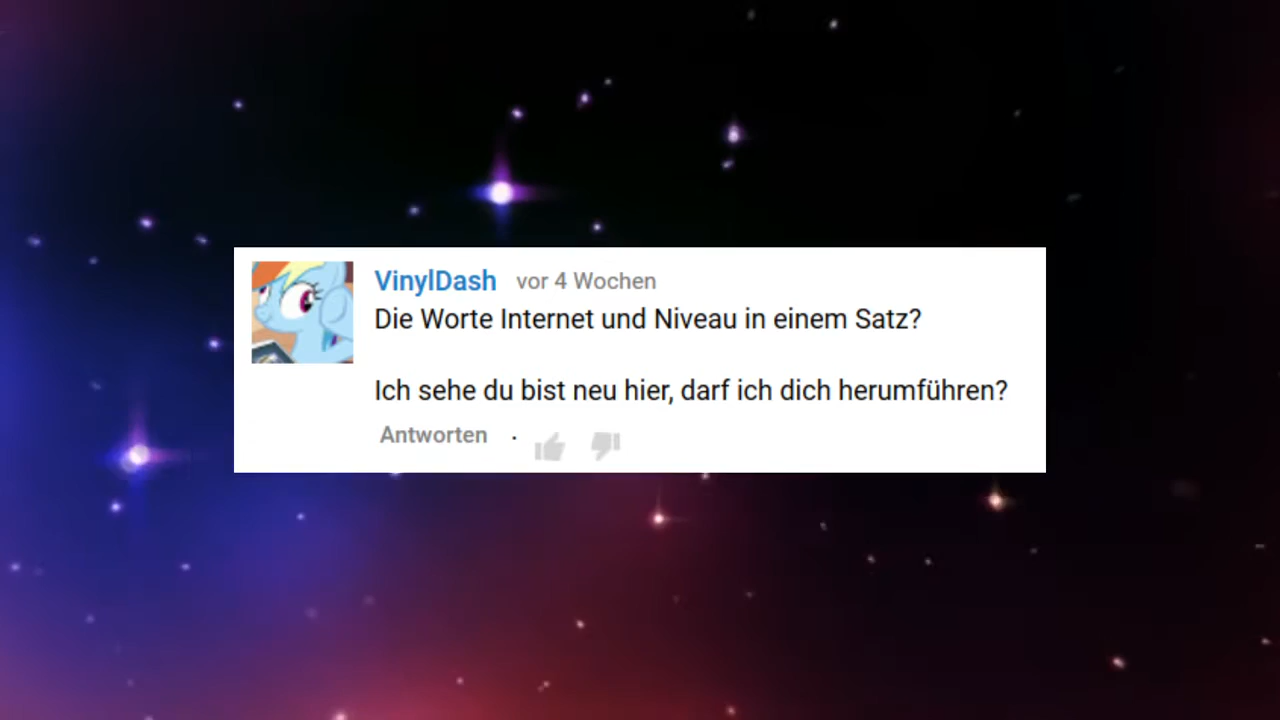 VinylDash vor 4 Wochen
Die Worte Internet und Niveau in einem Satz?
Ich sehe du bist neu hier, darf ich dich herumführen?
Antworten ·